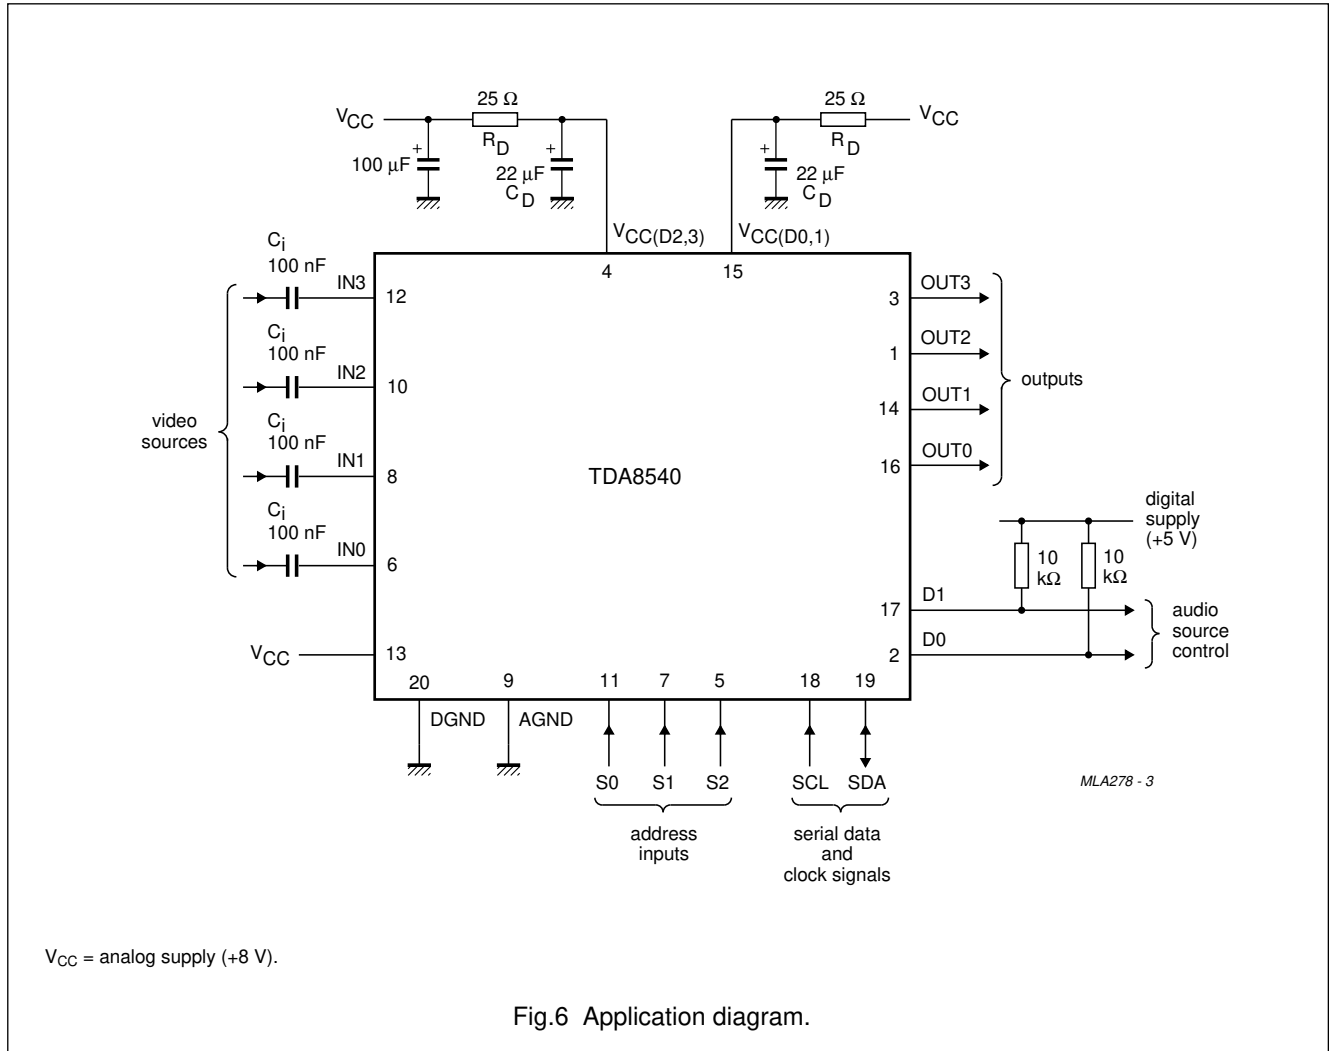 25 Ω
25 Ω
VCC
VCC
RD
RD
+
+
+
100 μF
22 μF
CD
22 μF
CD
VCC(D2,3)
VCC(D0,1)
4
15
Ci
100 nF
IN3
12
Ci
100 nF
IN2
10
Ci
100 nF
IN1
8
Ci
100 nF
IN0
6
video
sources
TDA8540
3
OUT3
1
OUT2
14
OUT1
16
OUT0
outputs
digital
supply
(+5 V)
10
kΩ
10
kΩ
17
D1
2
D0
audio
source
control
VCC
13
20
9
11
7
5
18
19
DGND
AGND
S0
S1
S2
SCL
SDA
address
inputs
serial data
and
clock signals
MLA278 - 3
VCC = analog supply (+8 V).
Fig.6 Application diagram.